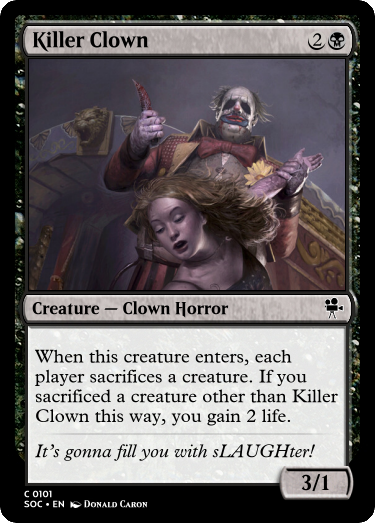 Killer Clown 2
Creature — Clown Horror
When this creature enters, each
player sacrifices a creature. If you
sacrificed a creature other than Killer
Clown this way, you gain 2 life.
It's gonna fill you with sLAUGHter!
3/1
C 0101
SOC • EN Donald Caron